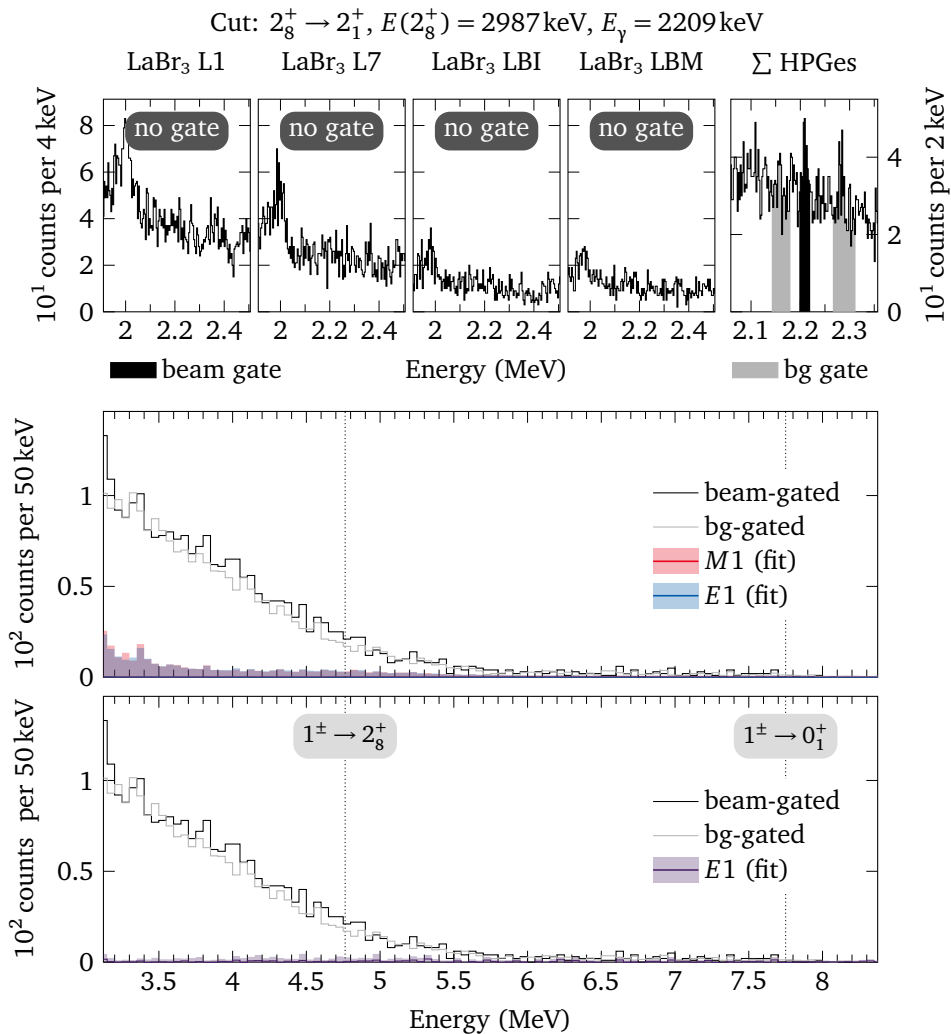 Cut: 2₈⁺ → 2₁⁺, E(2₈⁺) = 2987 keV, Eγ = 2209 keV
LaBr₃ L1 LaBr₃ L7 LaBr₃ LBI LaBr₃ LBM ∑ HPGes
no gate no gate no gate no gate
10¹ counts per 4 keV
0 2 4 6 8
10¹ counts per 2 keV
0 2 4
2 2.2 2.4 2 2.2 2.4 2 2.2 2.4 2 2.2 2.4 2.1 2.2 2.3
beam gate Energy (MeV) bg gate
10² counts per 50 keV
1
0.5
0
beam-gated
bg-gated
M1 (fit)
E1 (fit)
10² counts per 50 keV
1
0.5
0
1± → 2₈⁺ 1± → 0₁⁺
beam-gated
bg-gated
E1 (fit)
3.5 4 4.5 5 5.5 6 6.5 7 7.5 8
Energy (MeV)